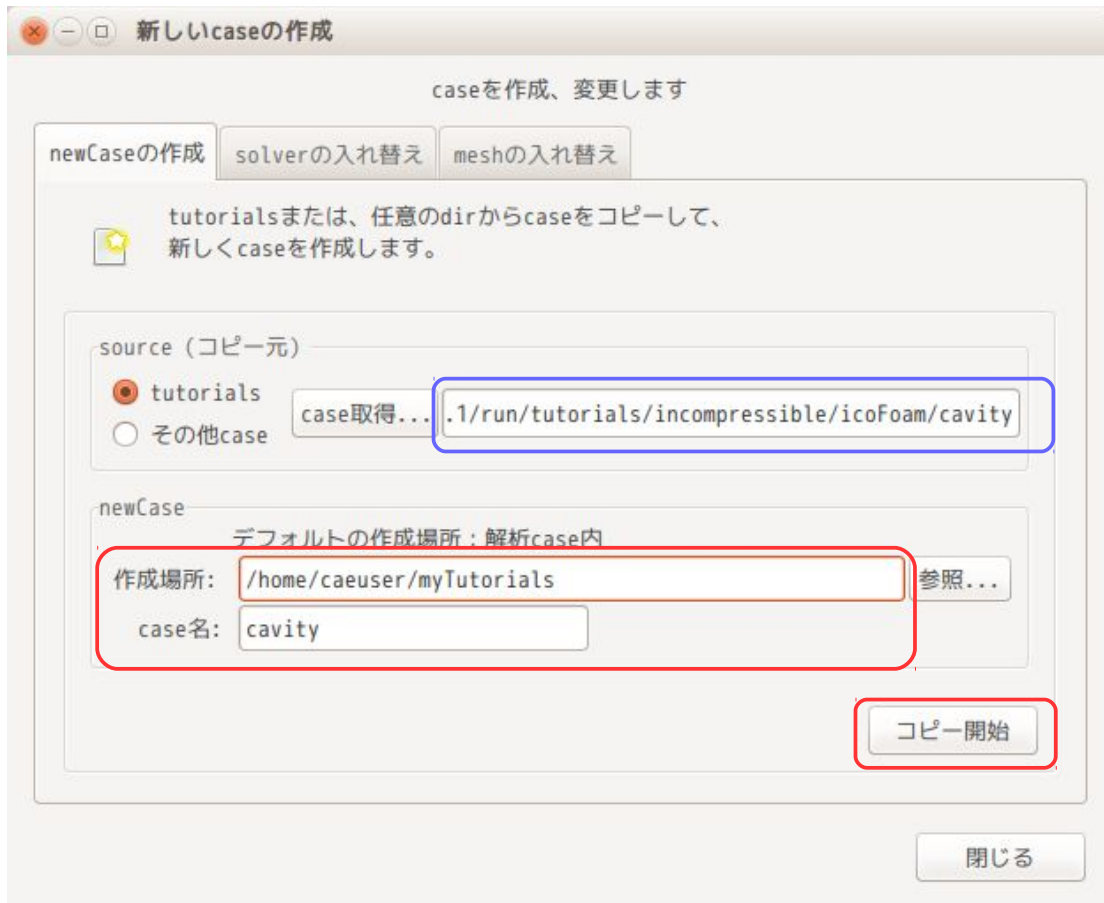 新しいcaseの作成
caseを作成、変更します
newCaseの作成 solverの入れ替え meshの入れ替え
tutorialsまたは、任意のdirからcaseをコピーして、
新しくcaseを作成します。
source (コピー元)
tutorials
その他case
case取得... .1/run/tutorials/incompressible/icoFoam/cavity
newCase
デフォルトの作成場所：解析case内
作成場所: /home/caeuser/myTutorials 参照...
case名: cavity
コピー開始
閉じる